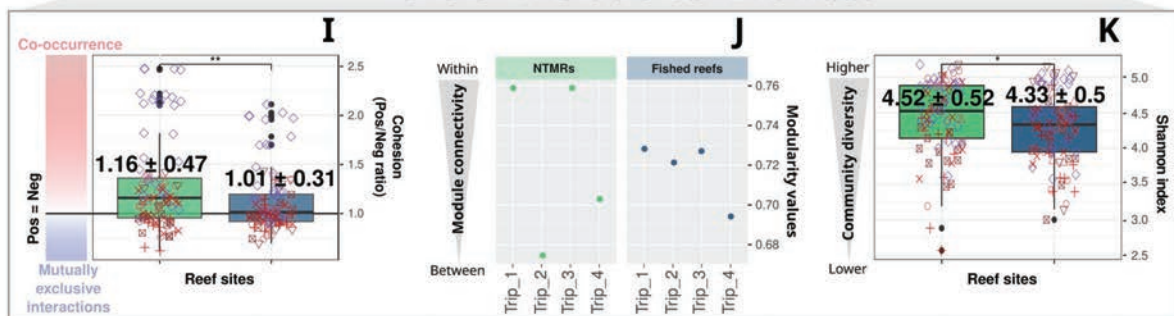 I
Co-occurrence
Pos = Neg
Mutually
exclusive
interactions
**
1.16 ± 0.47
1.01 ± 0.31
2.5
2.0
1.5
1.0
Cohesion
(Pos/Neg ratio)
Reef sites
J
Within
Module connectivity
Between
NTMRs
Fished reefs
0.76
0.74
0.72
0.70
0.68
Modularity values
Trip_1
Trip_2
Trip_3
Trip_4
Trip_1
Trip_2
Trip_3
Trip_4
K
Higher
Community diversity
Lower
*
4.52 ± 0.52
4.33 ± 0.5
5.0
4.5
4.0
3.5
3.0
2.5
Shannon index
Reef sites